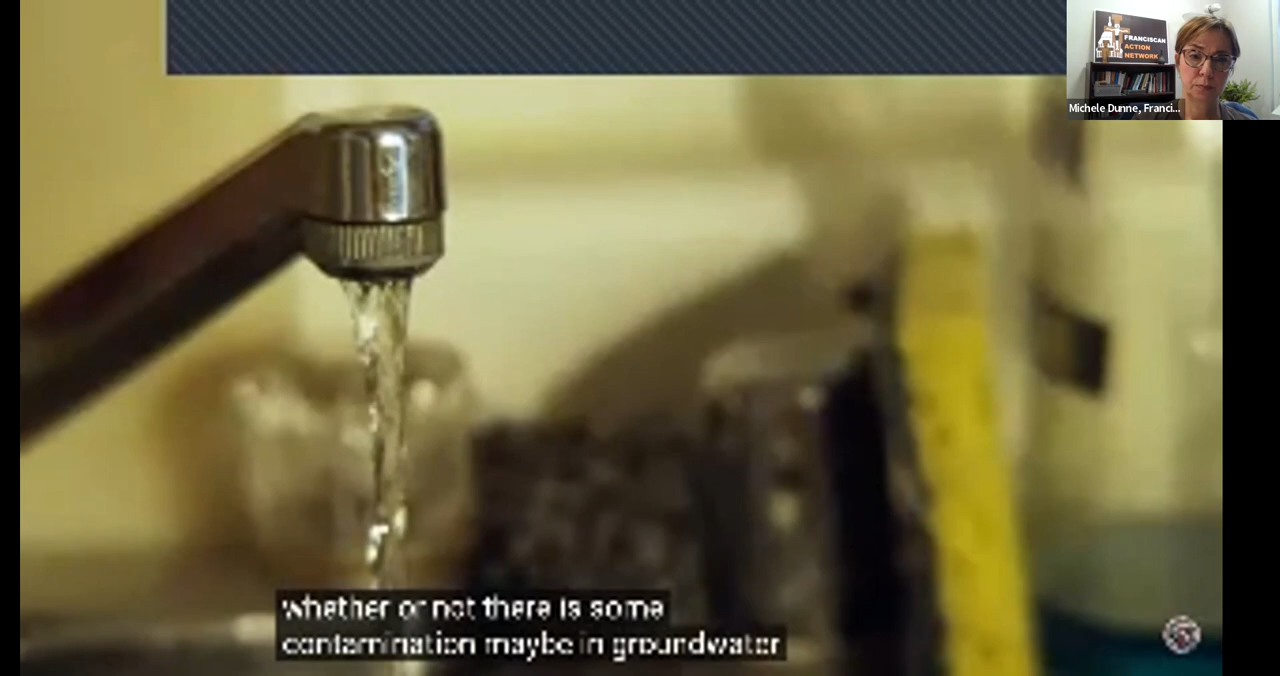 FRANCISCAN
ACTION
NETWORK
Michele Dunne, Franci...
whether or not there is some
contamination maybe in groundwater